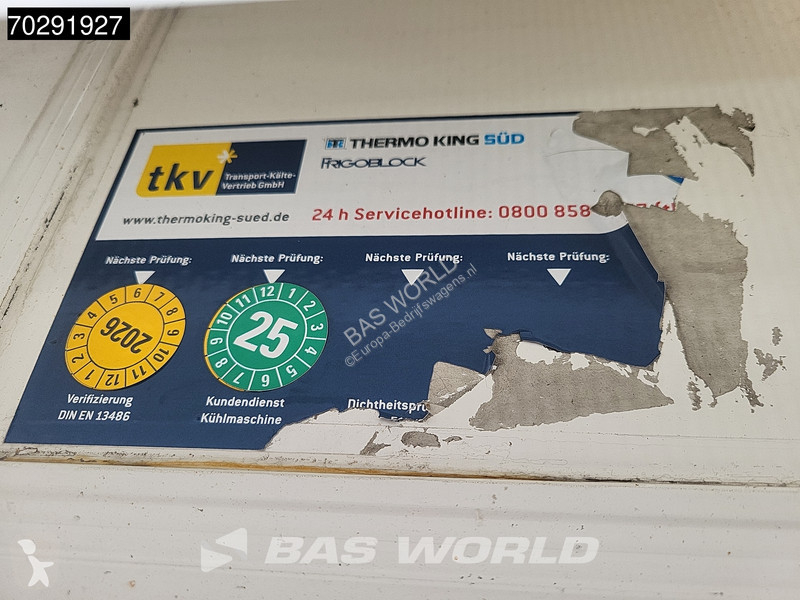 70291927
tkv
Transport-Kälte-
Vertrieb GmbH
THERMO KING SÜD
FRIGOBLOCK
www.thermoking-sued.de
24 h Servicehotline: 0800 858
Nächste Prüfung: Nächste Prüfung: Nächste Prüfung: Nächste Prüfung:
1 2 3 4 5 6 7 8 9 10 11 12
2026
12 1 2 3 4 5 6 7 8 9 10 11
25
Verifizierung
DIN EN 13486
Kundendienst
Kühlmaschine
Dichtheitsprü
BAS WORLD
©Europa-Bedrijfswagens.nl
BAS WORLD